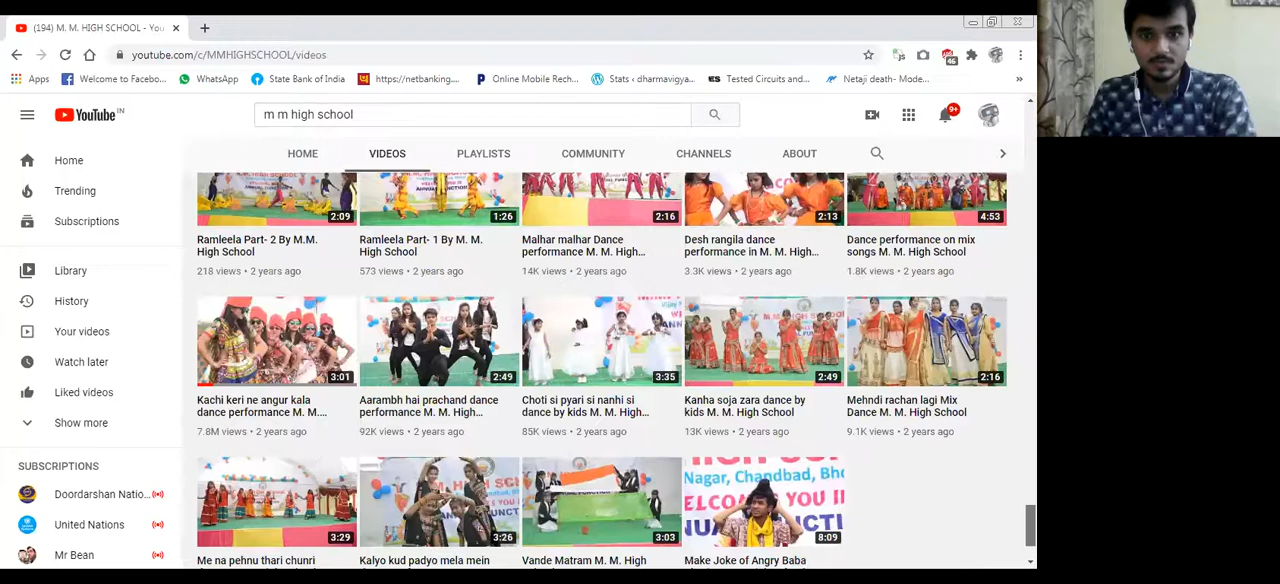 (194) M. M. HIGH SCHOOL - You
youtube.com/c/MMHIGHSCHOOL/videos
46
Apps Welcome to Facebo... WhatsApp State Bank of India https://netbanking.... Online Mobile Rech... Stats ‹ dharmavigya... Tested Circuits and... Netaji death- Mode... »
YouTube IN
m m high school
9+
HOME VIDEOS PLAYLISTS COMMUNITY CHANNELS ABOUT
Home
Trending
Subscriptions
Library
History
Your videos
Watch later
Liked videos
Show more
SUBSCRIPTIONS
Doordarshan Natio...
United Nations
Mr Bean
2:09 1:26 2:16 2:13 4:53
Ramleela Part- 2 By M.M.
High School
218 views • 2 years ago
Ramleela Part- 1 By M. M.
High School
573 views • 2 years ago
Malhar malhar Dance
performance M. M. High...
14K views • 2 years ago
Desh rangila dance
performance in M. M. High...
3.3K views • 2 years ago
Dance performance on mix
songs M. M. High School
1.8K views • 2 years ago
3:01 2:49 3:35 2:49 2:16
Kachi keri ne angur kala
dance performance M. M....
7.8M views • 2 years ago
Aarambh hai prachand dance
performance M. M. High...
92K views • 2 years ago
Choti si pyari si nanhi si
dance by kids M. M. High...
85K views • 2 years ago
Kanha soja zara dance by
kids M. M. High School
13K views • 2 years ago
Mehndi rachan lagi Mix
Dance M. M. High School
9.1K views • 2 years ago
Nagar, Chandbad, Bho
ELCOME YOU I
3:29 3:26 3:03 8:09
Me na pehnu thari chunri
Kalyo kud padyo mela mein
Vande Matram M. M. High
Make Joke of Angry Baba